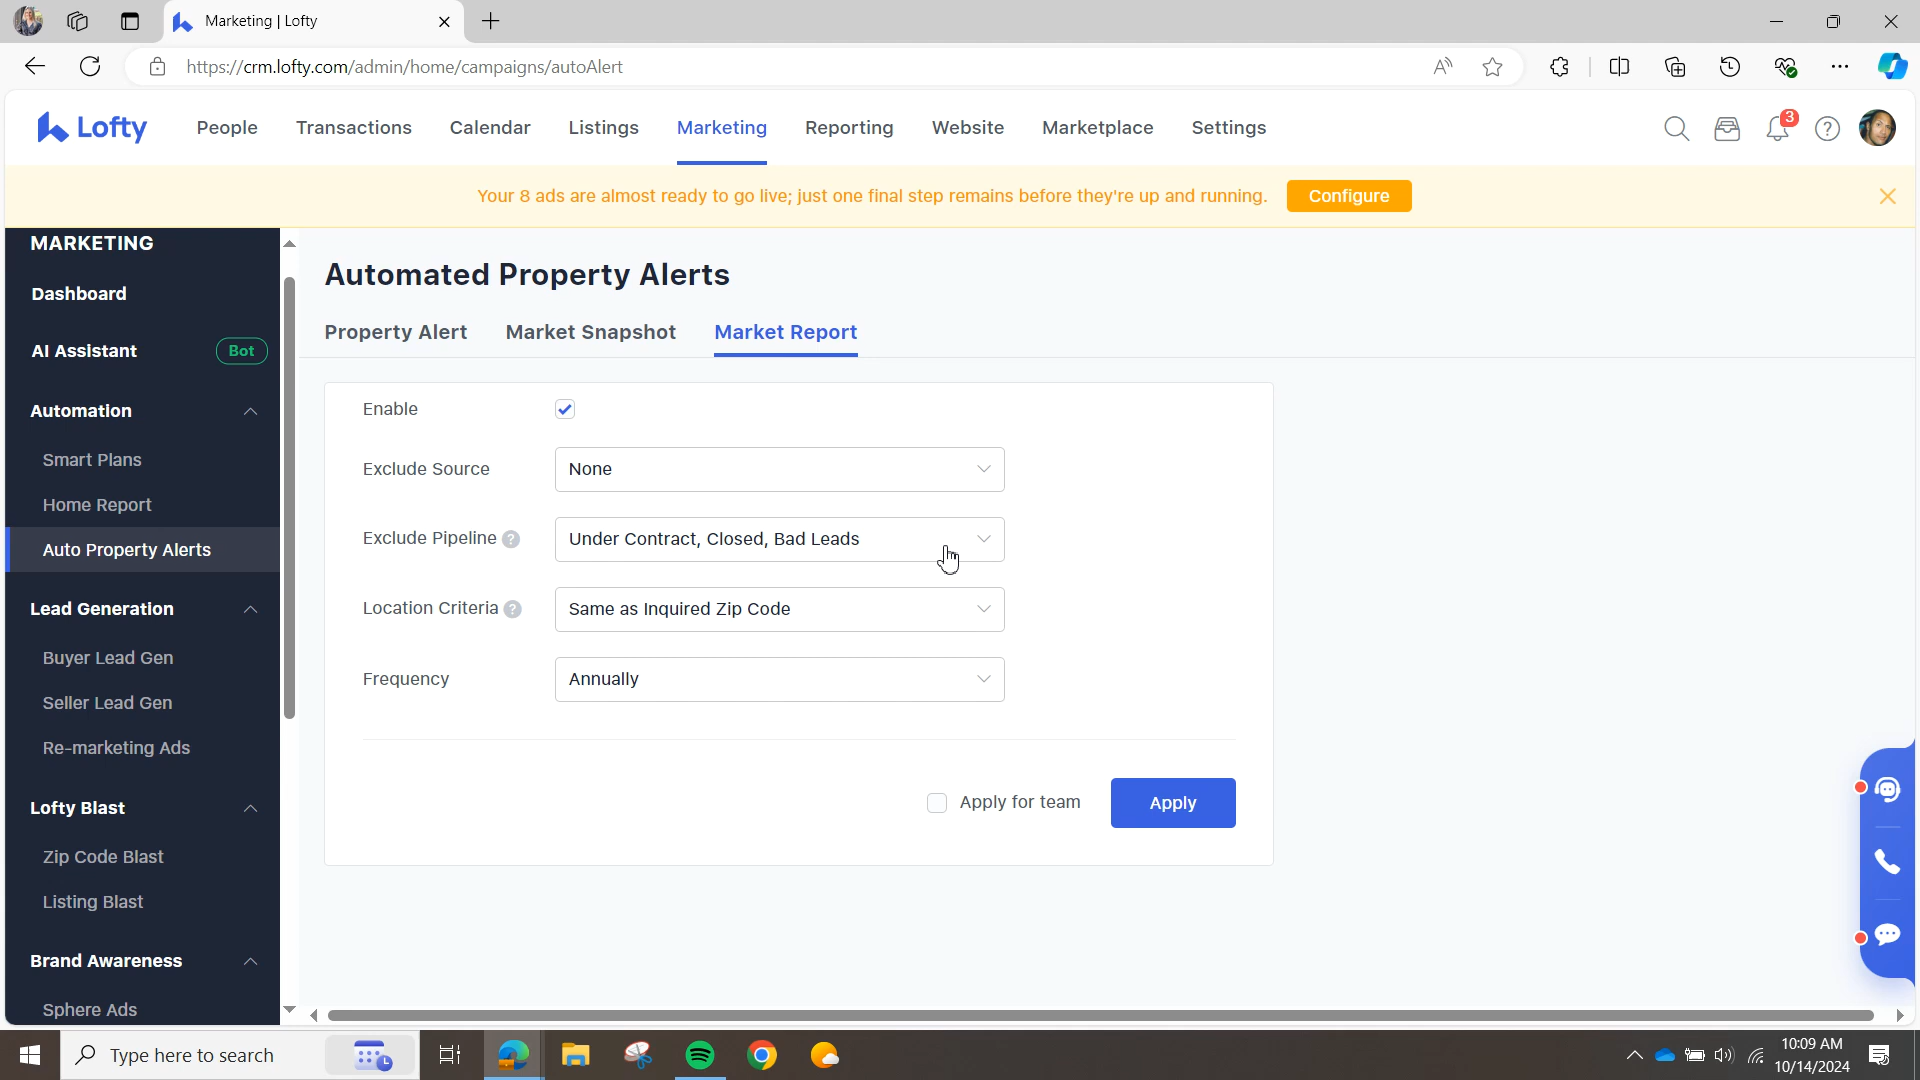 Marketing | Lofty
https://crm.lofty.com/admin/home/campaigns/autoAlert
Lofty
People
Transactions
Calendar
Listings
Marketing
Reporting
Website
Marketplace
Settings
3
Your 8 ads are almost ready to go live; just one final step remains before they're up and running.
Configure
MARKETING
Dashboard
AI Assistant
Bot
Automation
Smart Plans
Home Report
Auto Property Alerts
Lead Generation
Buyer Lead Gen
Seller Lead Gen
Re-marketing Ads
Lofty Blast
Zip Code Blast
Listing Blast
Brand Awareness
Sphere Ads
Automated Property Alerts
Property Alert
Market Snapshot
Market Report
Enable
Exclude Source
None
Exclude Pipeline
Under Contract, Closed, Bad Leads
Location Criteria
Same as Inquired Zip Code
Frequency
Annually
Apply for team
Apply
Type here to search
10:09 AM
10/14/2024